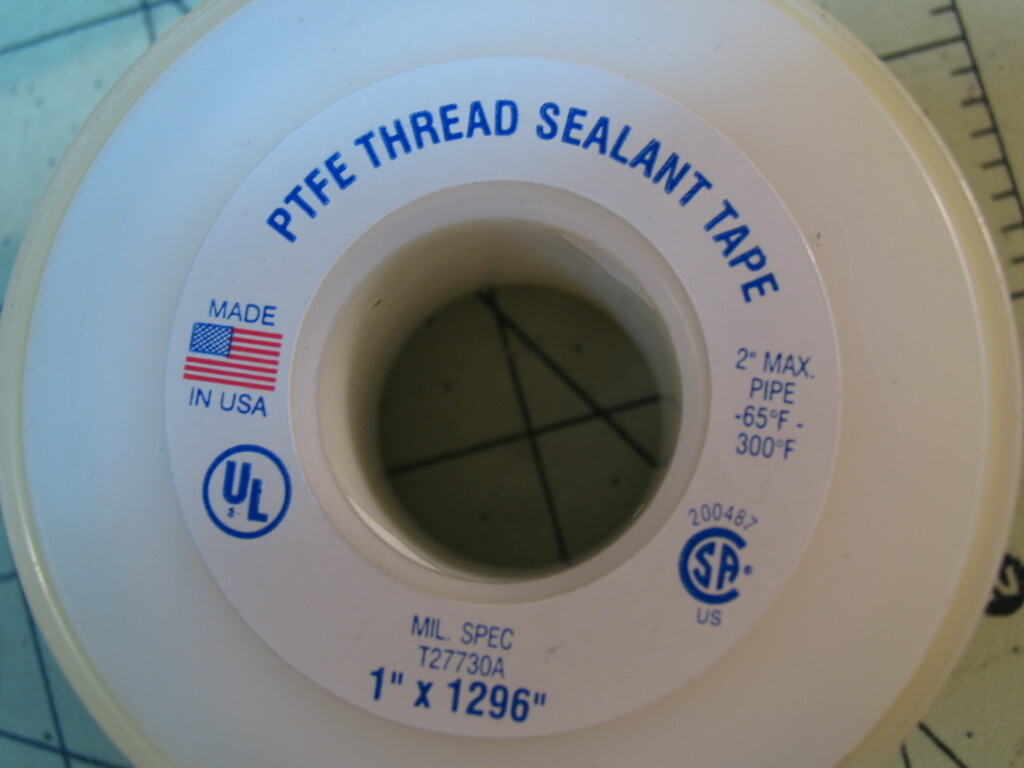 PTFE THREAD SEALANT TAPE
MADE
IN USA
2" MAX.
PIPE
-65°F -
300°F
UL
200487
SA
US
MIL. SPEC
T27730A
1" x 1296"